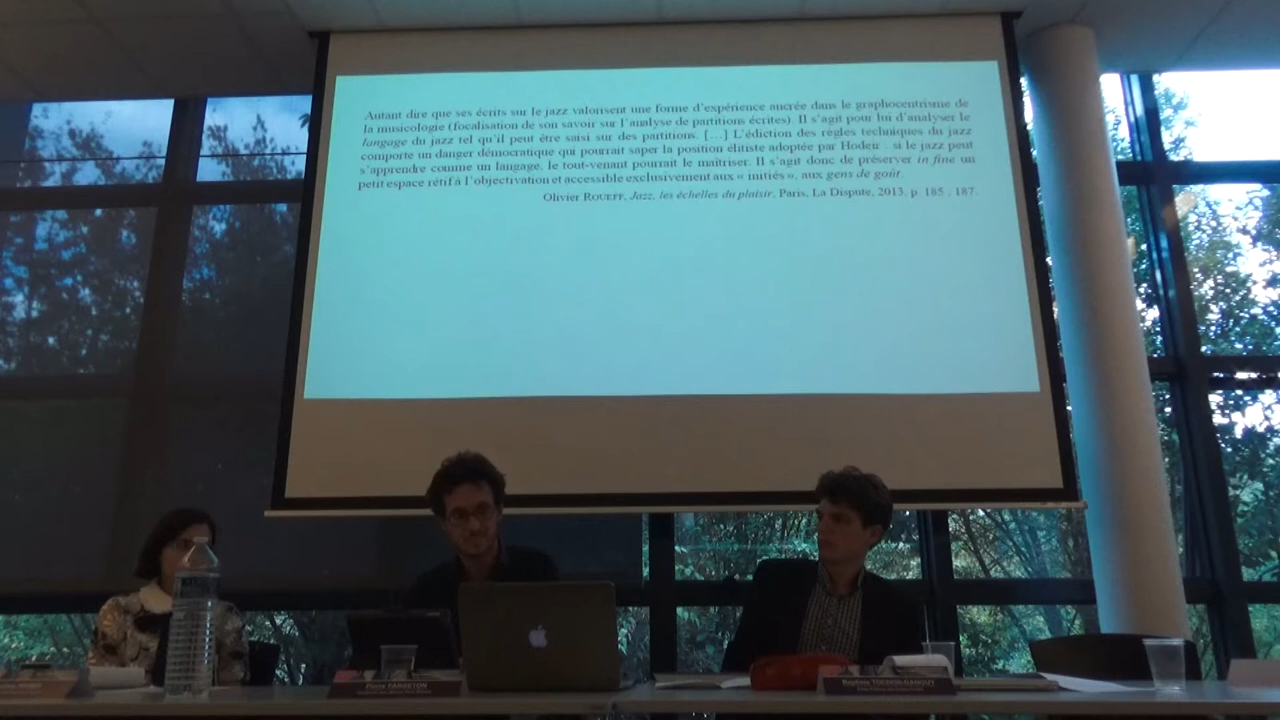 Autant dire que ses écrits sur le jazz valorisent une forme d'expérience ancrée dans le graphocentrisme de
la musicologie (focalisation de son savoir sur l'analyse de partitions écrites). Il s'agit pour lui d'analyser le
langage du jazz tel qu'il peut être suivi sur des partitions. […] L'édiction des règles techniques du jazz
comporte un danger démocratique qui pourrait saper la position élitiste adoptée par Hodeir : si le jazz peut
s'apprendre comme un langage, le tout-venant pourrait le maîtriser. Il s'agit donc de préserver in fine un
petit espace rétif à l'objectivation et accessible exclusivement aux « initiés », aux gens de goût.
Olivier ROUEFF, Jazz, les échelles du plaisir, Paris, La Dispute, 2013, p. 185 , 187.
Pierre